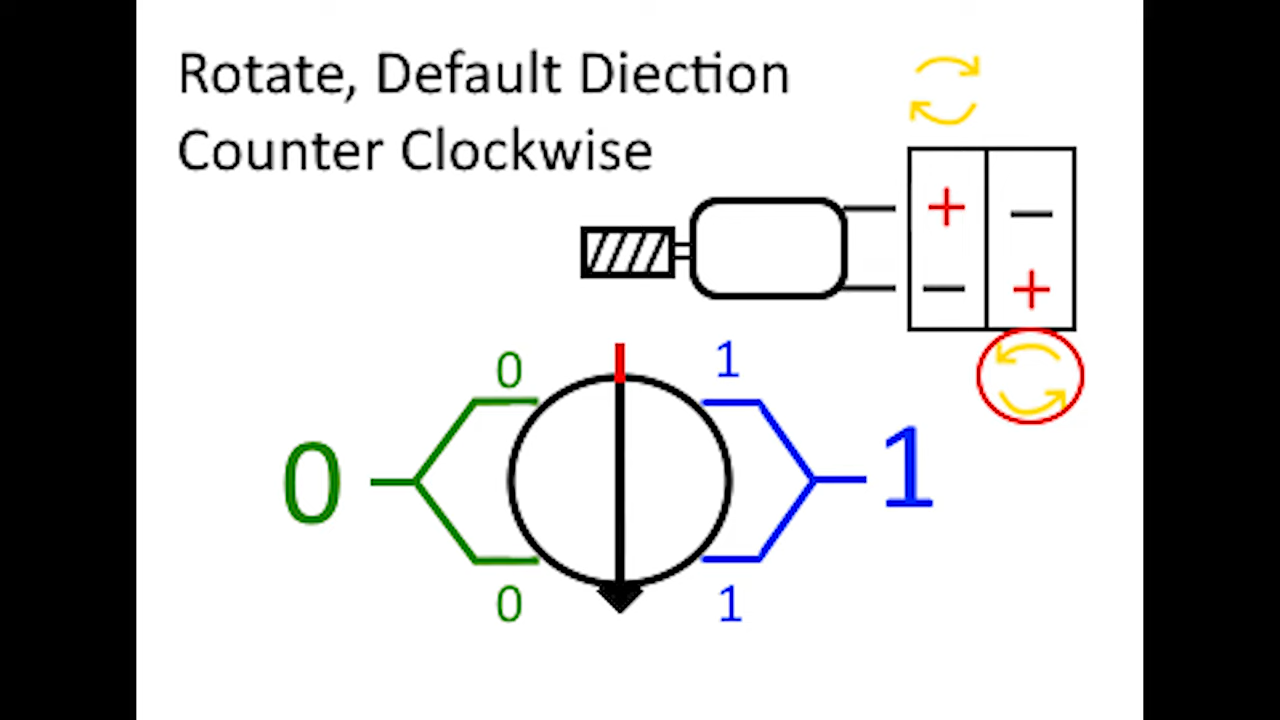 Rotate, Default Diection
Counter Clockwise
+ −
− +
0 1
0 1
0 1